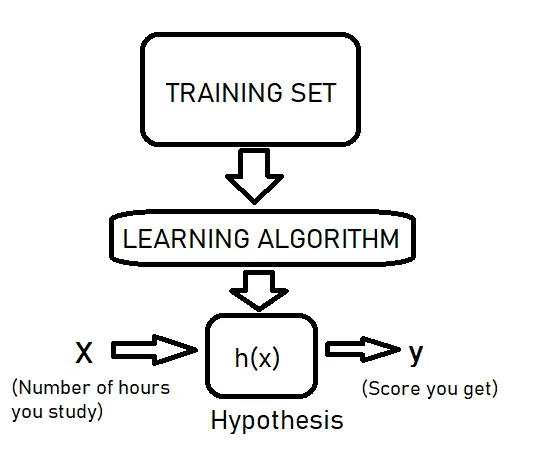 TRAINING SET
LEARNING ALGORITHM
X
h(x)
y
(Number of hours
you study)
(Score you get)
Hypothesis